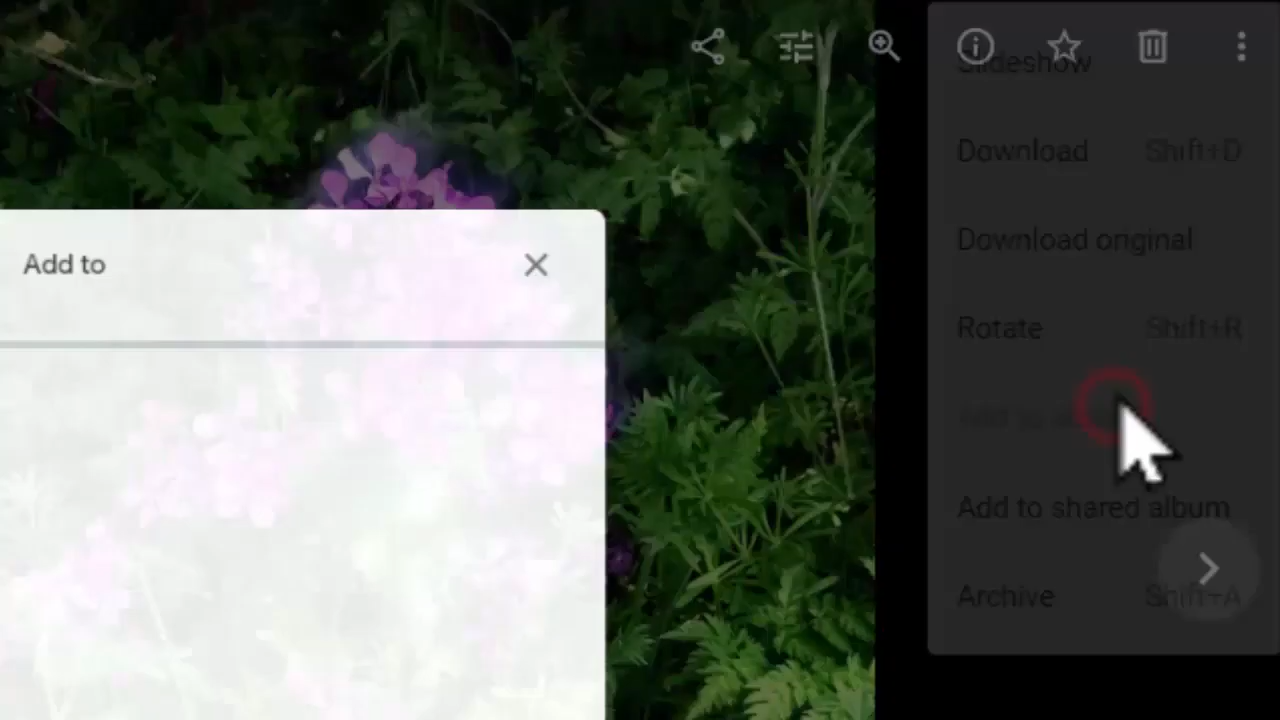 Slideshow
Download Shift+D
Download original
Add to
Rotate Shift+R
Add to shared album
Archive Shift+A